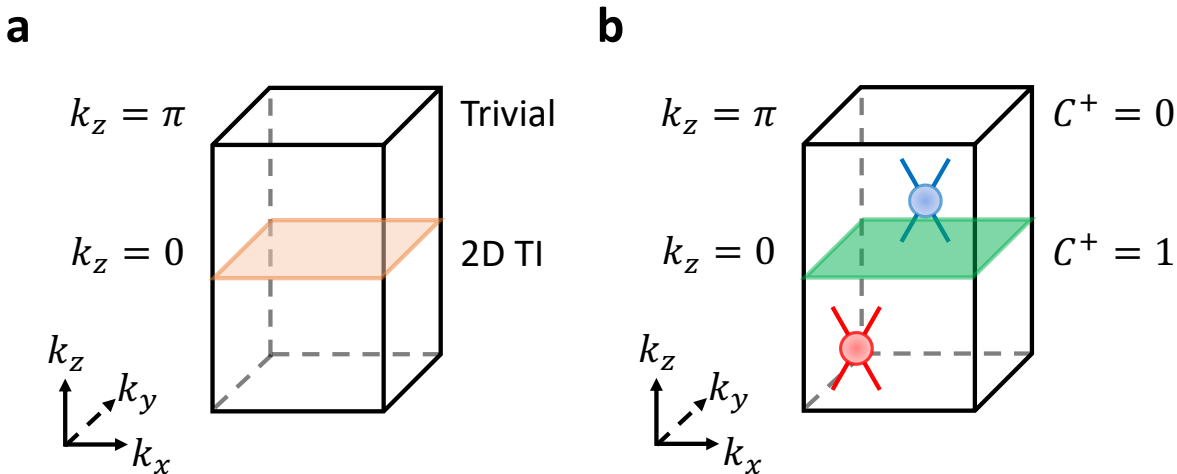 a
k_z = π
Trivial
k_z = 0
2D TI
k_z
k_y
k_x
b
k_z = π
C⁺ = 0
k_z = 0
C⁺ = 1
k_z
k_y
k_x